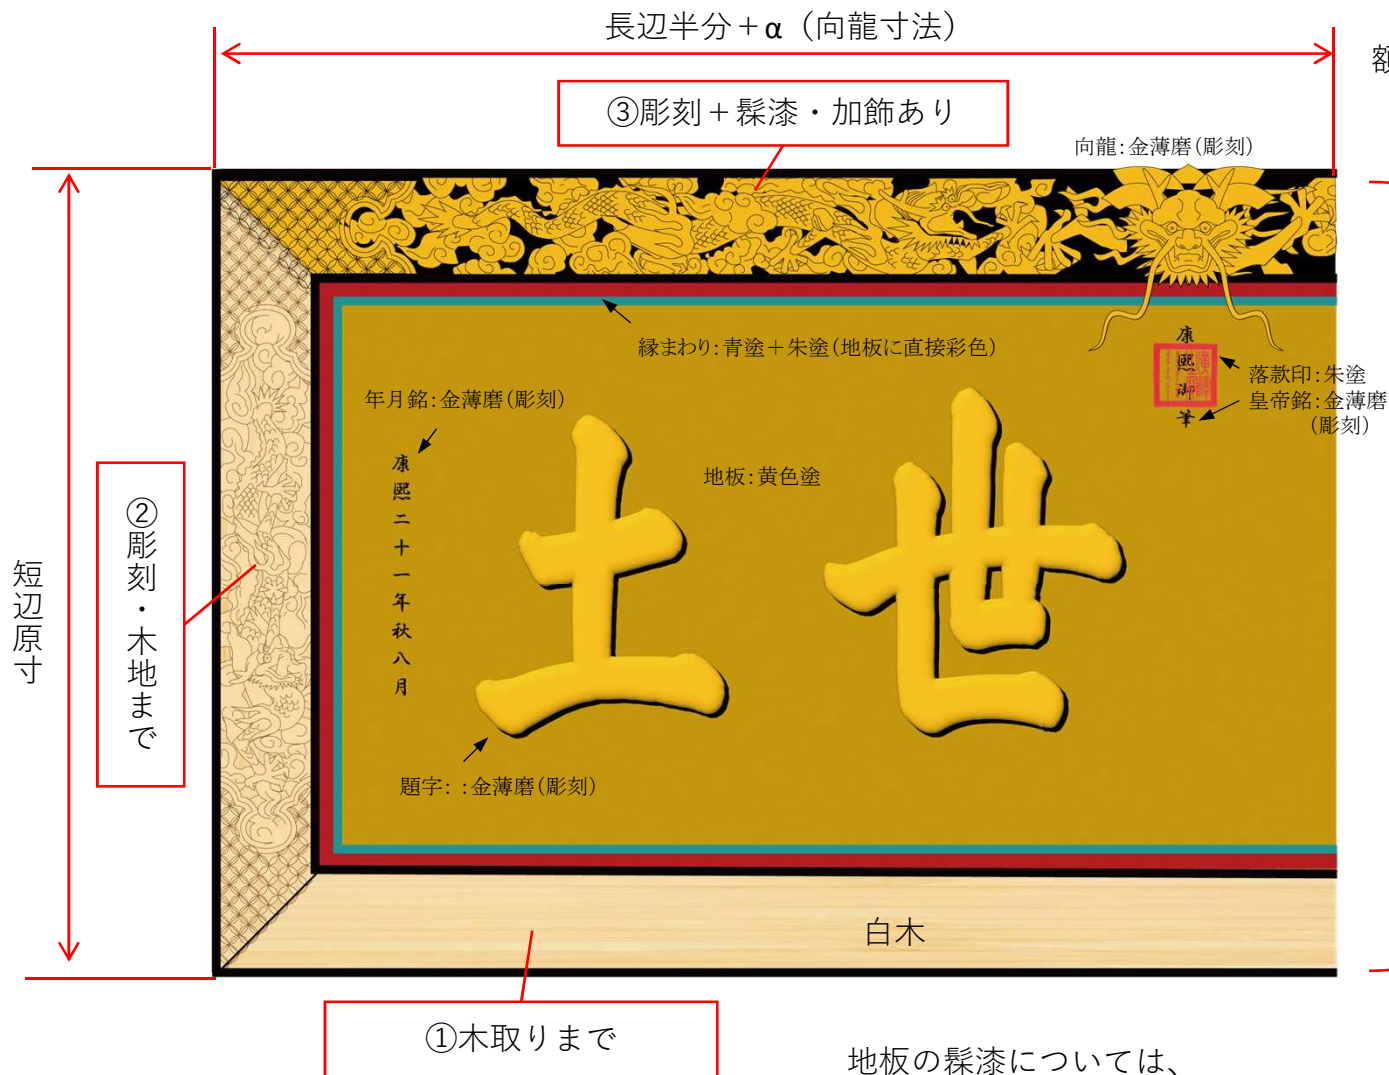 長辺半分＋α（向龍寸法）
額
③彫刻＋髹漆・加飾あり
向龍：金薄磨（彫刻）
縁まわり：青塗＋朱塗（地板に直接彩色）
康熙御筆
落款印：朱塗
皇帝銘：金薄磨
（彫刻）
年月銘：金薄磨（彫刻）
地板：黄色塗
康熙二十一年秋八月
世土
②彫刻・木地まで
短辺原寸
題字：：金薄磨（彫刻）
白木
①木取りまで
地板の髹漆については、